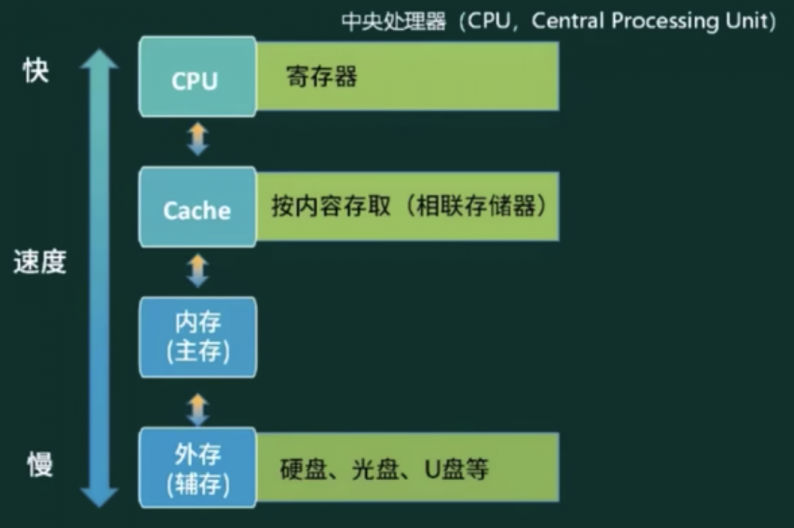 中央处理器（CPU，Central Processing Unit）
快
CPU
寄存器
Cache
按内容存取（相联存储器）
速度
内存
(主存)
慢
外存
(辅存)
硬盘、光盘、U盘等